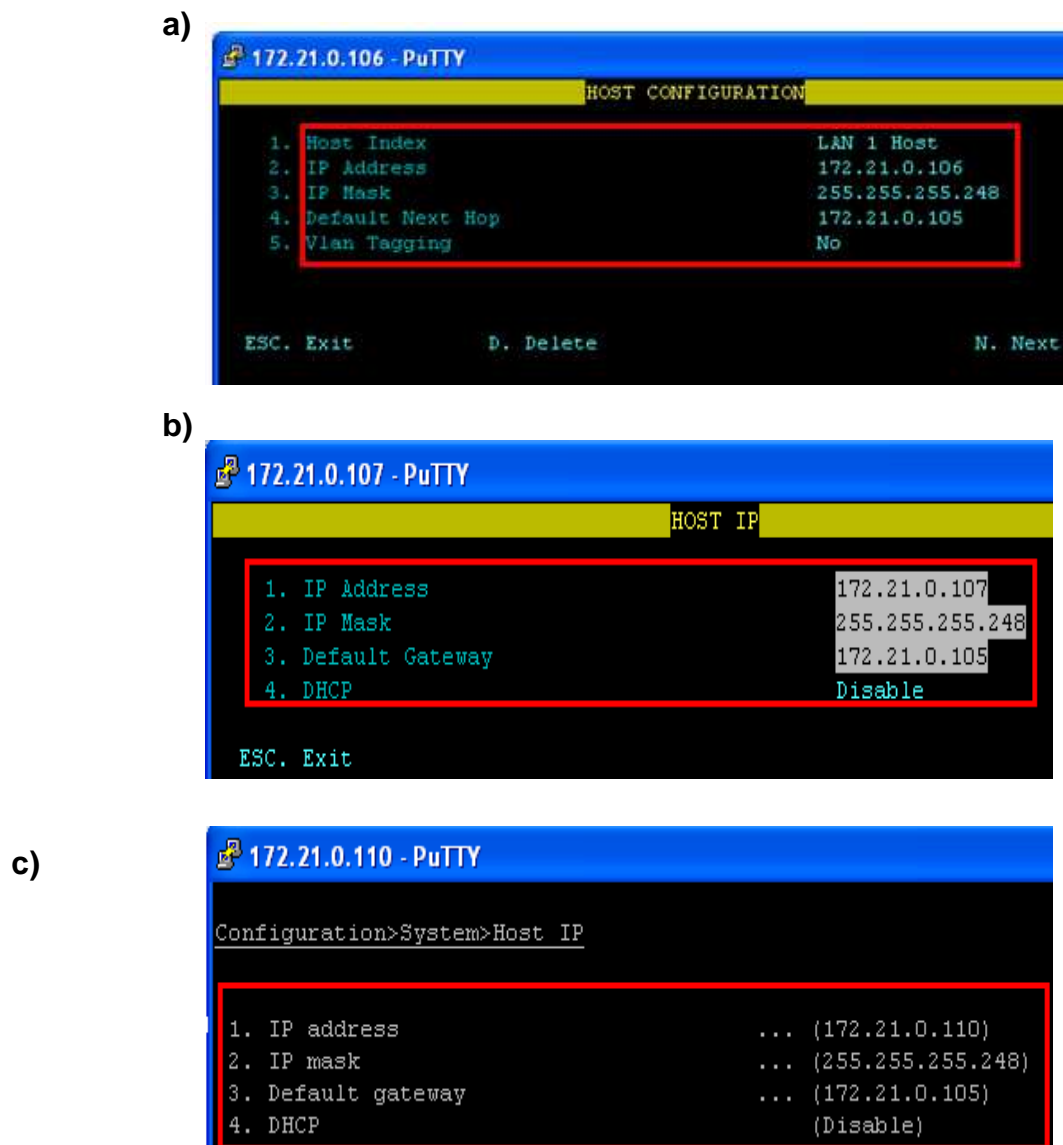 a)
172.21.0.106 - PuTTY
HOST CONFIGURATION
1. Host Index LAN 1 Host
2. IP Address 172.21.0.106
3. IP Mask 255.255.255.248
4. Default Next Hop 172.21.0.105
5. Vlan Tagging No
ESC. Exit D. Delete N. Next
b)
172.21.0.107 - PuTTY
HOST IP
1. IP Address 172.21.0.107
2. IP Mask 255.255.255.248
3. Default Gateway 172.21.0.105
4. DHCP Disable
ESC. Exit
c)
172.21.0.110 - PuTTY
Configuration>System>Host IP
1. IP address ... (172.21.0.110)
2. IP mask ... (255.255.255.248)
3. Default gateway ... (172.21.0.105)
4. DHCP (Disable)